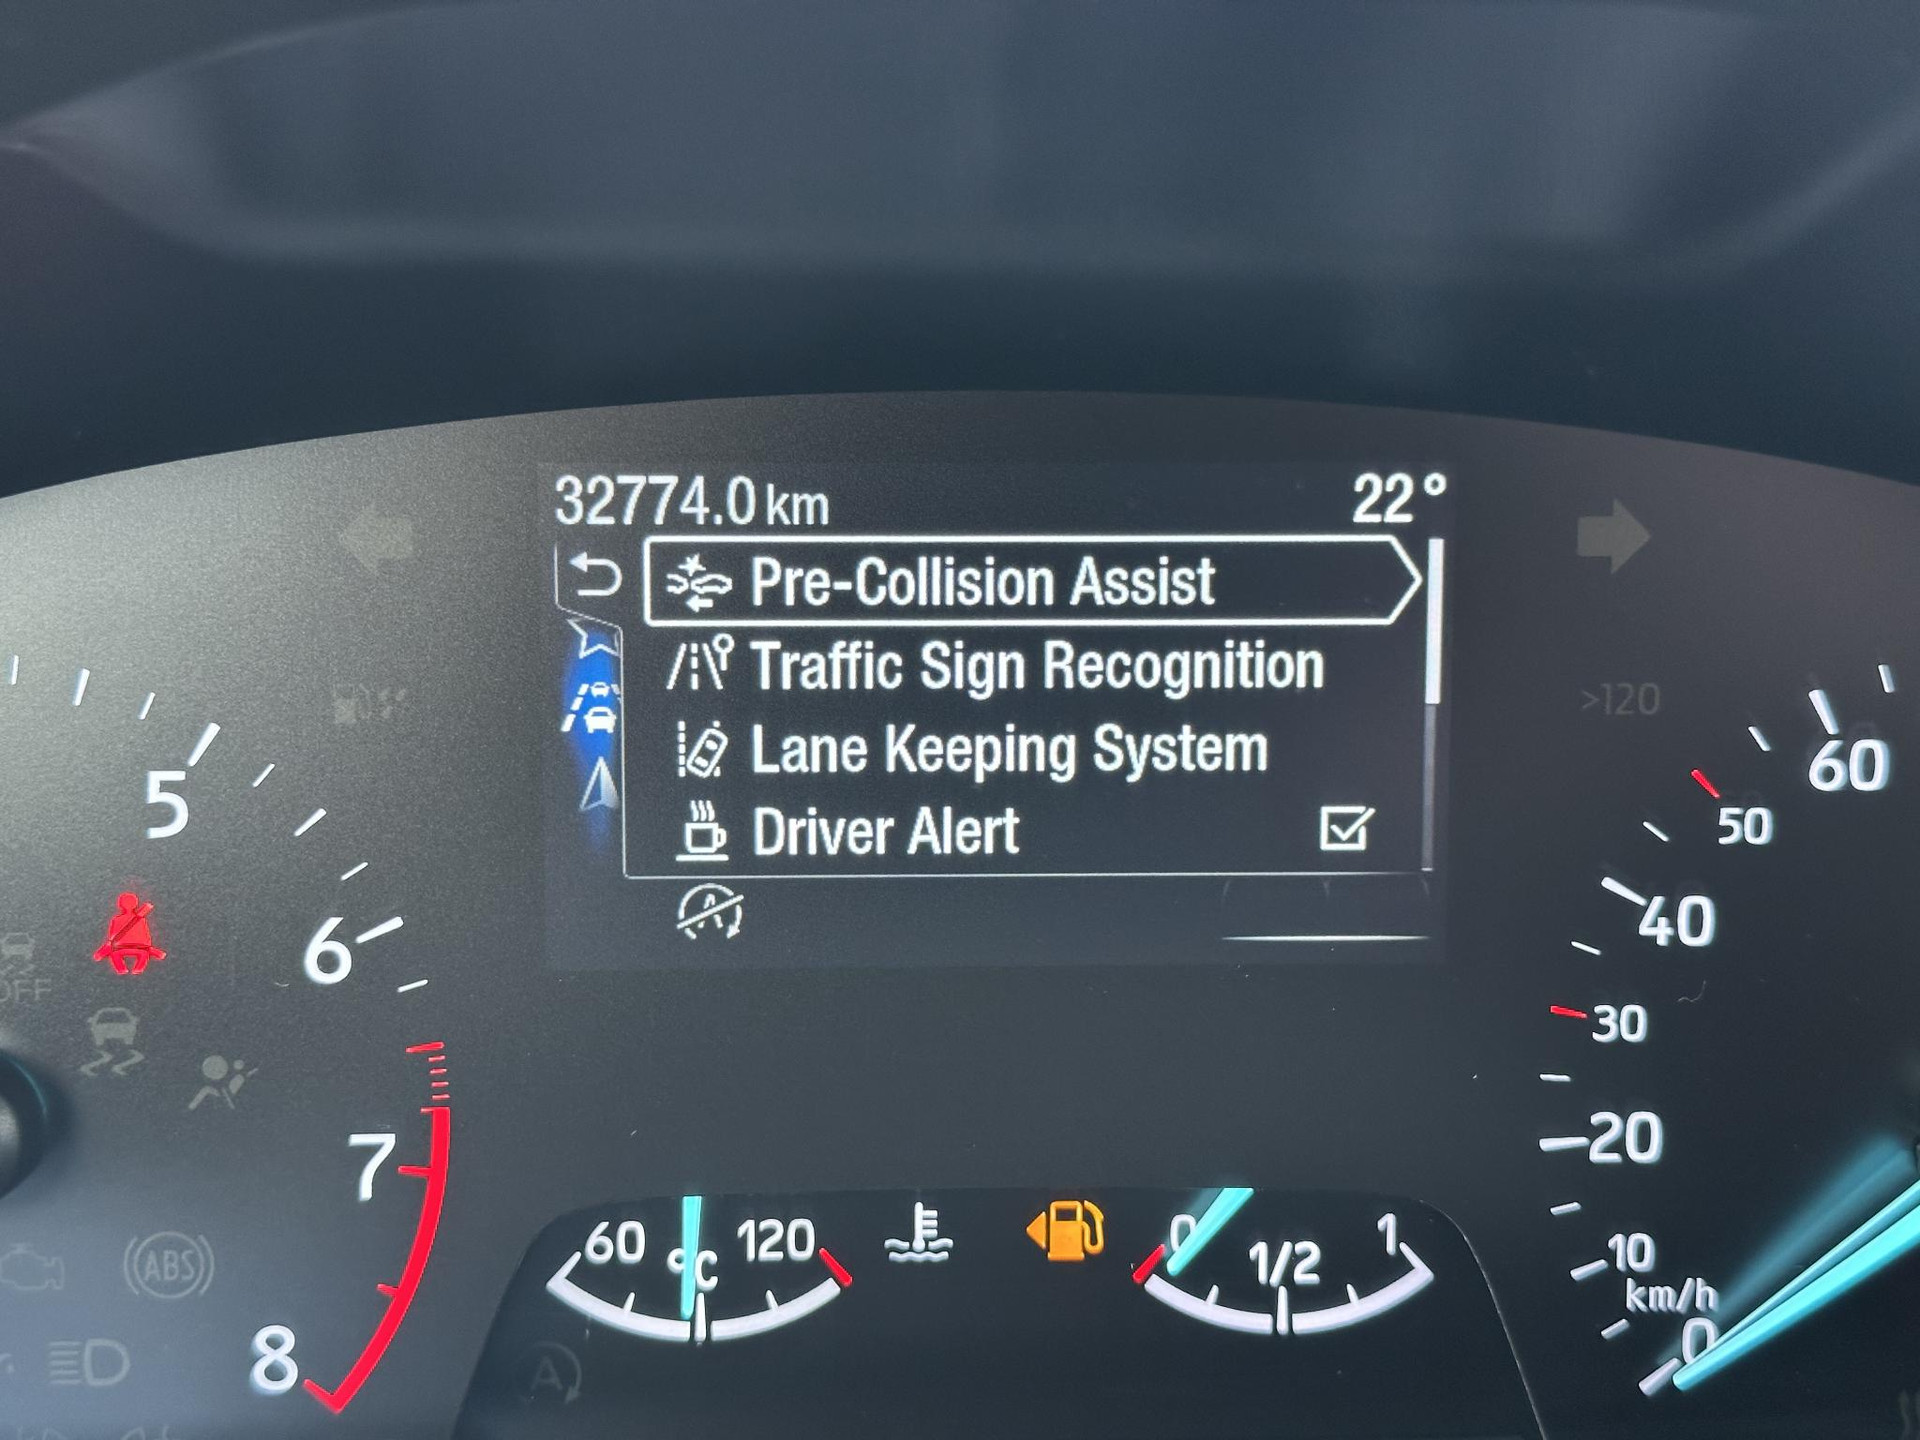 32774.0 km 22°
Pre-Collision Assist
Traffic Sign Recognition
Lane Keeping System
Driver Alert
A
5
6
7
8
OFF
ABS
A
60 °C 120
0 1/2 1
>120
60
50
40
30
20
10
km/h
0